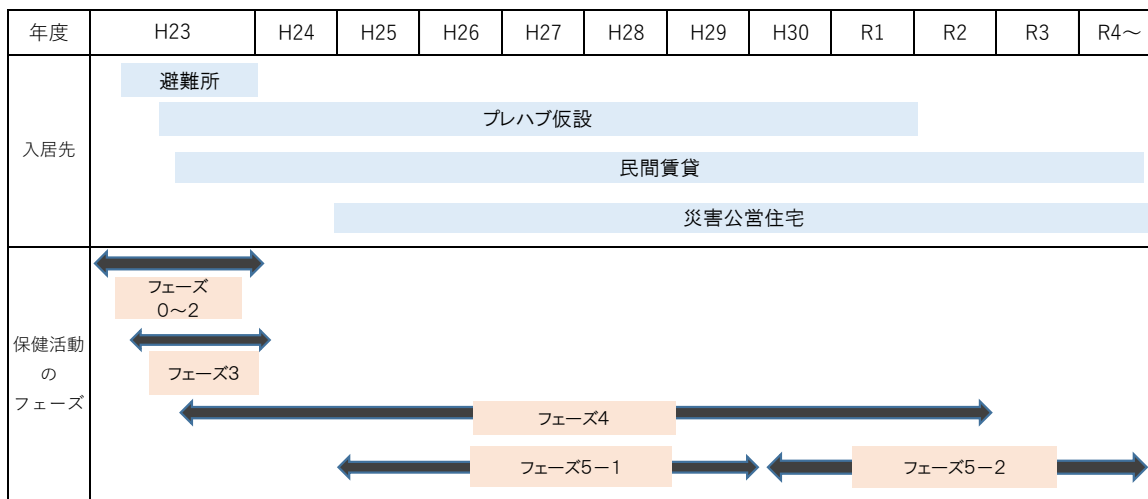 年度 H23 H24 H25 H26 H27 H28 H29 H30 R1 R2 R3 R4～
入居先
避難所
プレハブ仮設
民間賃貸
災害公営住宅
保健活動
の
フェーズ
フェーズ
0～2
フェーズ3
フェーズ4
フェーズ5－1
フェーズ5－2